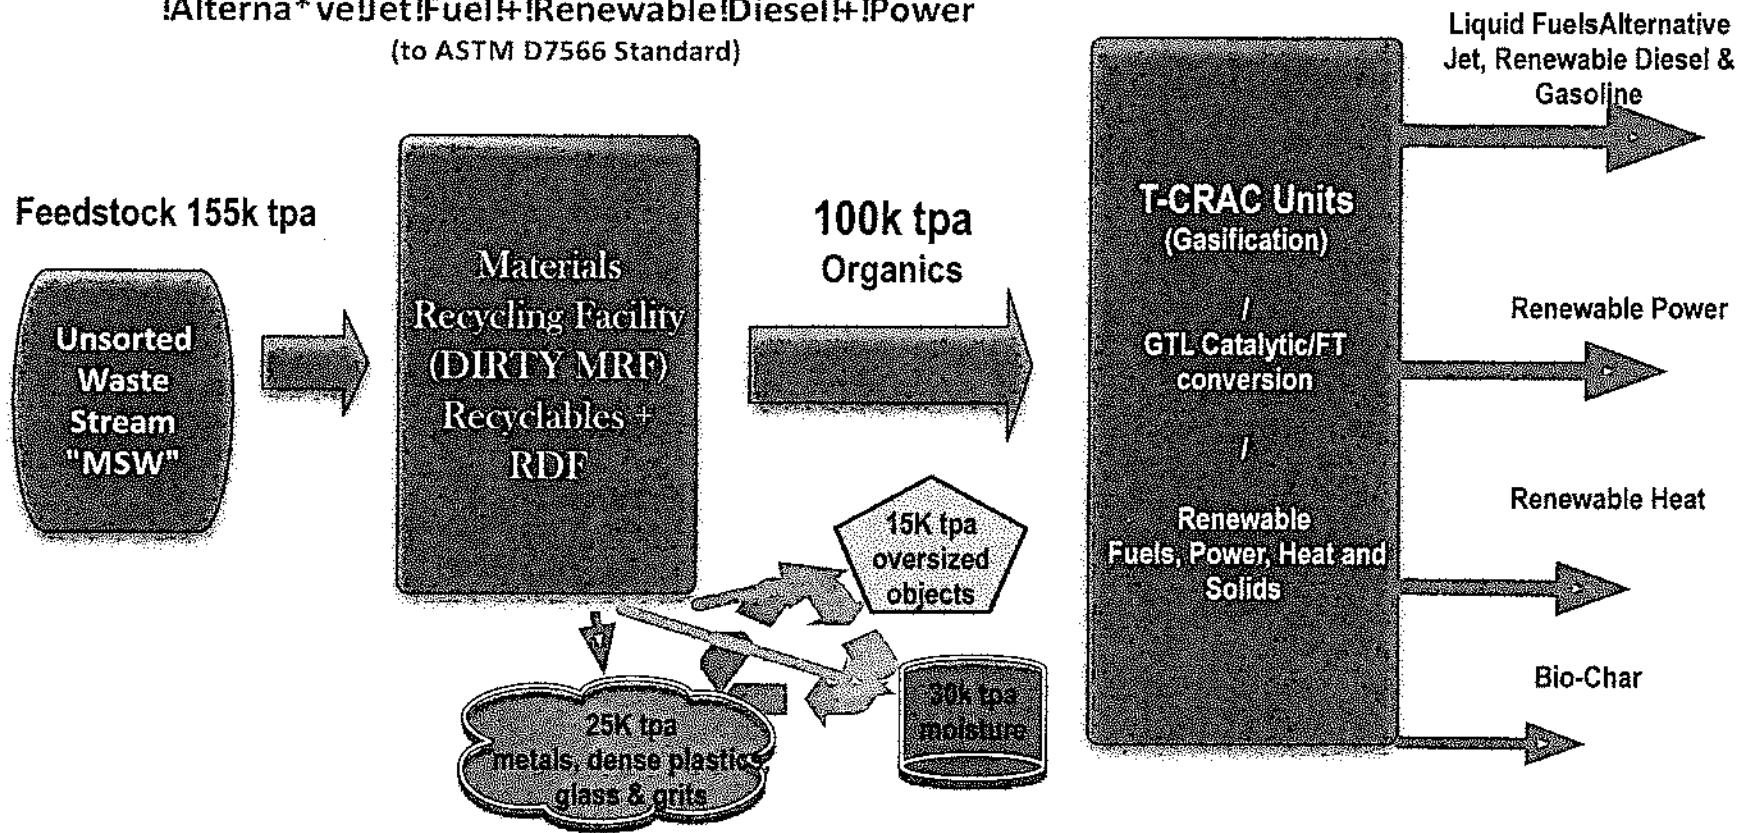 !Alterna*ve!Jet!Fuel!+!Renewable!Diesel!+!Power
(to ASTM D7566 Standard)
Liquid FuelsAlternative
Jet, Renewable Diesel &
Gasoline
Feedstock 155k tpa
Unsorted
Waste
Stream
"MSW"
Materials
Recycling Facility
(DIRTY MRF)
Recyclables +
RDF
100k tpa
Organics
T-CRAC Units
(Gasification)
/
GTL Catalytic/FT
conversion
/
Renewable
Fuels, Power, Heat and
Solids
Renewable Power
Renewable Heat
Bio-Char
15K tpa
oversized
objects
30k tpa
moisture
25K tpa
metals, dense plastics,
glass & grits